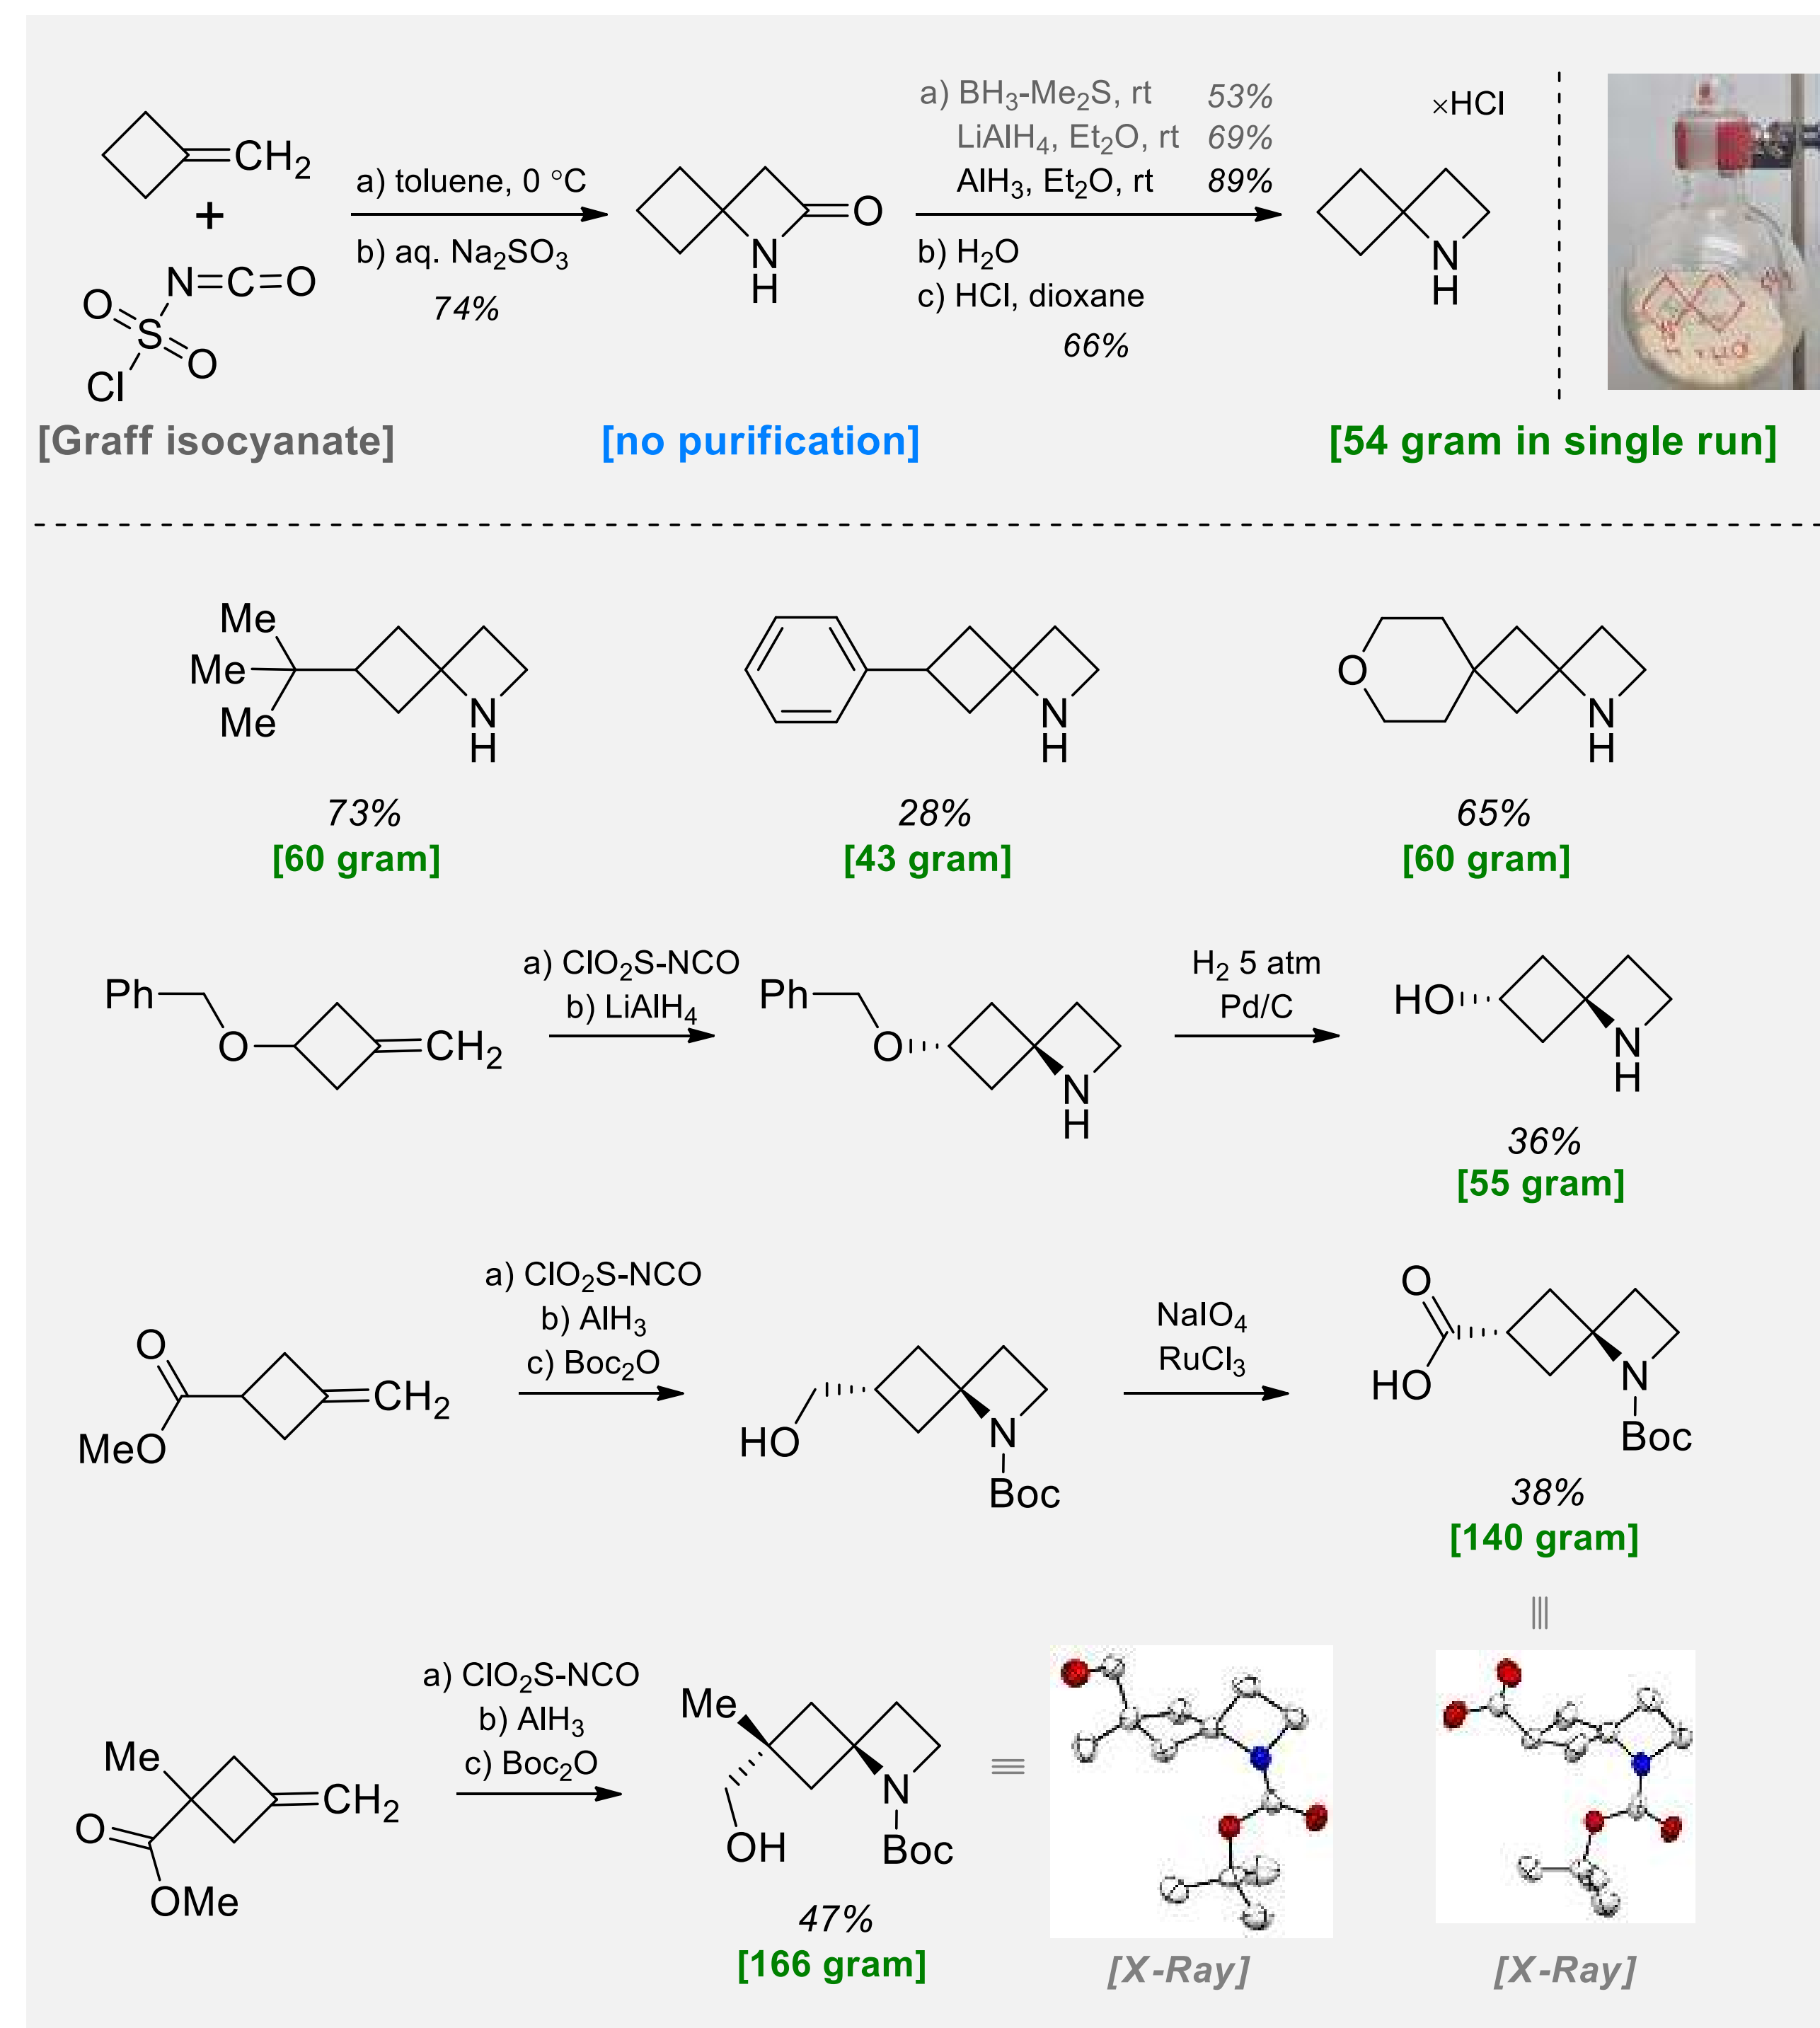 a) BH3-Me2S, rt 53%
LiAlH4, Et2O, rt 69%
AlH3, Et2O, rt 89%
×HCl
CH2
+
N=C=O
O
S
O
Cl
a) toluene, 0 °C
b) aq. Na2SO3
74%
O
N
H
b) H2O
c) HCl, dioxane
66%
N
H
[Graff isocyanate]
[no purification]
[54 gram in single run]
Me
Me
Me
N
H
73%
[60 gram]
N
H
28%
[43 gram]
O
N
H
65%
[60 gram]
Ph
O
CH2
a) ClO2S-NCO
b) LiAlH4
Ph
O
N
H
H2 5 atm
Pd/C
HO
N
H
36%
[55 gram]
O
MeO
CH2
a) ClO2S-NCO
b) AlH3
c) Boc2O
HO
N
Boc
NaIO4
RuCl3
O
HO
N
Boc
38%
[140 gram]
Me
O
OMe
CH2
a) ClO2S-NCO
b) AlH3
c) Boc2O
Me
OH
N
Boc
47%
[166 gram]
[X-Ray]
[X-Ray]